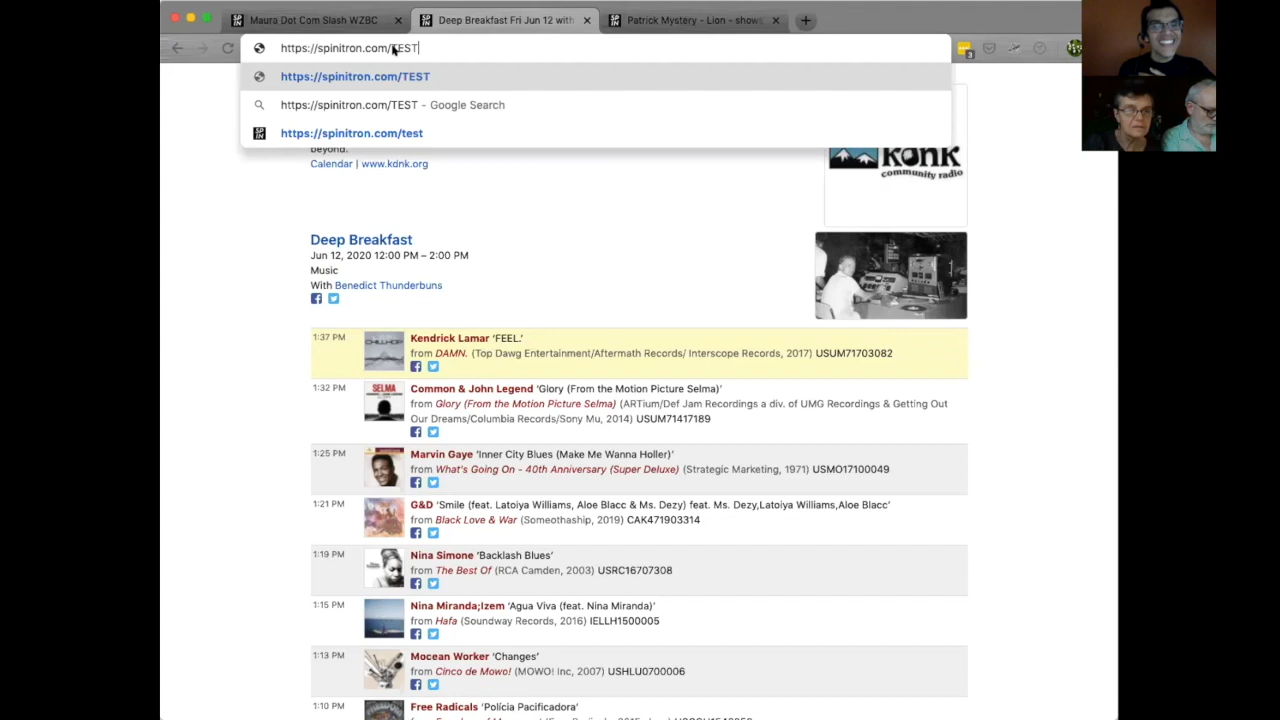 Maura Dot Com Slash WZBC
Deep Breakfast Fri Jun 12 with
Patrick Mystery - Lion - show
https://spinitron.com/TEST
3
https://spinitron.com/TEST
https://spinitron.com/TEST - Google Search
https://spinitron.com/test
beyond.
Calendar | www.kdnk.org
kdnk
community radio
Deep Breakfast
Jun 12, 2020 12:00 PM – 2:00 PM
Music
With Benedict Thunderbuns
1:37 PM
Kendrick Lamar ‘FEEL.’
from DAMN. (Top Dawg Entertainment/Aftermath Records/ Interscope Records, 2017) USUM71703082
1:32 PM
SELMA
Common & John Legend ‘Glory (From the Motion Picture Selma)’
from Glory (From the Motion Picture Selma) (ARTium/Def Jam Recordings a div. of UMG Recordings & Getting Out
Our Dreams/Columbia Records/Sony Mu, 2014) USUM71417189
1:25 PM
Marvin Gaye ‘Inner City Blues (Make Me Wanna Holler)’
from What's Going On - 40th Anniversary (Super Deluxe) (Strategic Marketing, 1971) USMO17100049
1:21 PM
G&D ‘Smile (feat. Latoiya Williams, Aloe Blacc & Ms. Dezy) feat. Ms. Dezy,Latoiya Williams,Aloe Blacc’
from Black Love & War (Someothaship, 2019) CAK471903314
1:19 PM
Nina Simone ‘Backlash Blues’
from The Best Of (RCA Camden, 2003) USRC16707308
1:15 PM
Nina Miranda;Izem ‘Agua Viva (feat. Nina Miranda)’
from Hafa (Soundway Records, 2016) IELLH1500005
1:13 PM
Mocean Worker ‘Changes’
from Cinco de Mowo! (MOWO! Inc, 2007) USHLU0700006
1:10 PM
Free Radicals ‘Polícia Pacificadora’